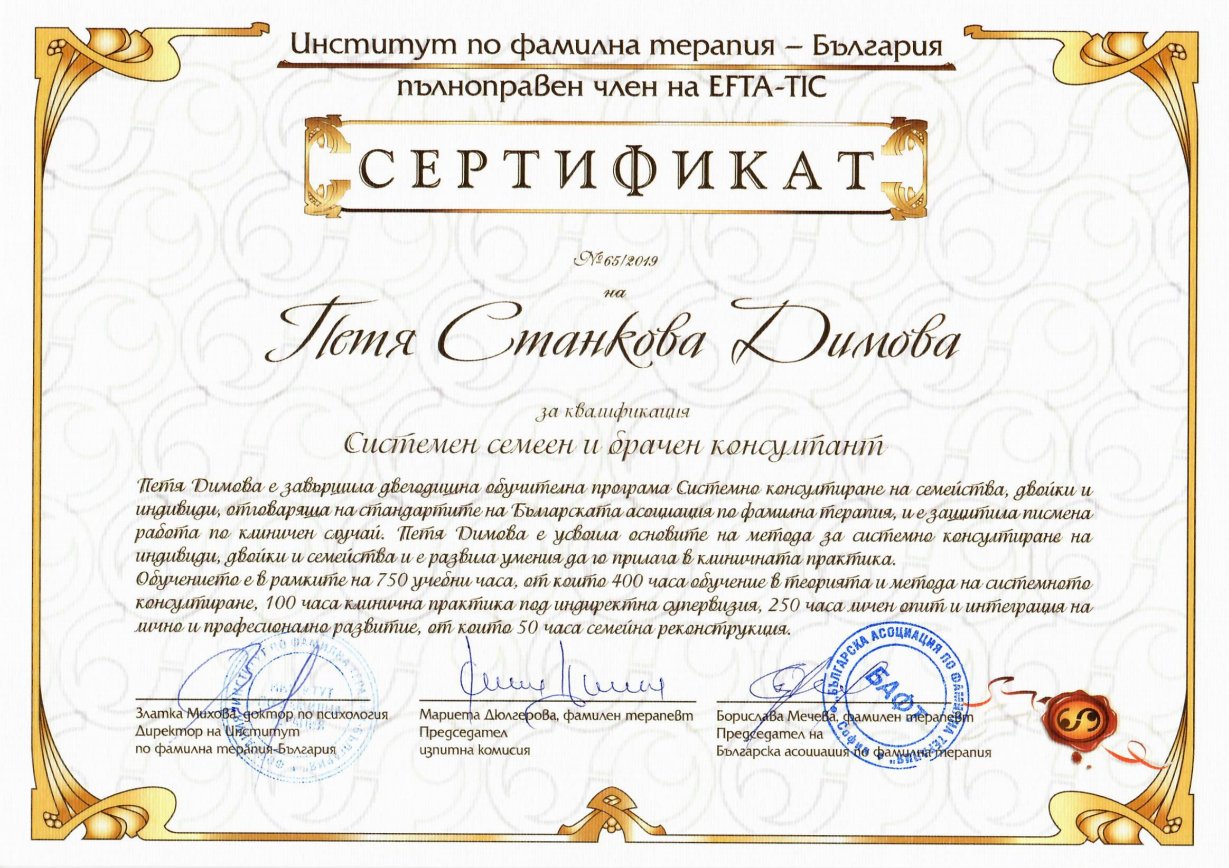 Институт по фамилна терапия – България
пълноправен член на EFTA-TIC
СЕРТИФИКАТ
№65/2019
на
Петя Станкова Димова
за квалификация
Системен семеен и брачен консултант
Петя Димова е завършила двегодишна обучителна програма Системно консултиране на семейства, двойки и
индивиди, отговаряща на стандартите на Българската асоциация по фамилна терапия, и е защитила писмена
работа по клиничен случай. Петя Димова е усвоила основите на метода за системно консултиране на
индивиди, двойки и семейства и е развила умения да го прилага в клиничната практика.
Обучението е в рамките на 750 учебни часа, от които 400 часа обучение в теорията и метода на системното
консултиране, 100 часа клинична практика под индиректна супервизия, 250 часа личен опит и интеграция на
лично и професионално развитие, от които 50 часа семейна реконструкция.
Златка Михова, доктор по психология
Директор на Институт
по фамилна терапия-България
Мариета Дюлгерова, фамилен терапевт
Председател
изпитна комисия
Борислава Мечева, фамилен терапевт
Председател на
Българска асоциация по фамилна терапия
БЪЛГАРСКА АСОЦИАЦИЯ ПО ФАМИЛНА ТЕРАПИЯ
БАФТ
София